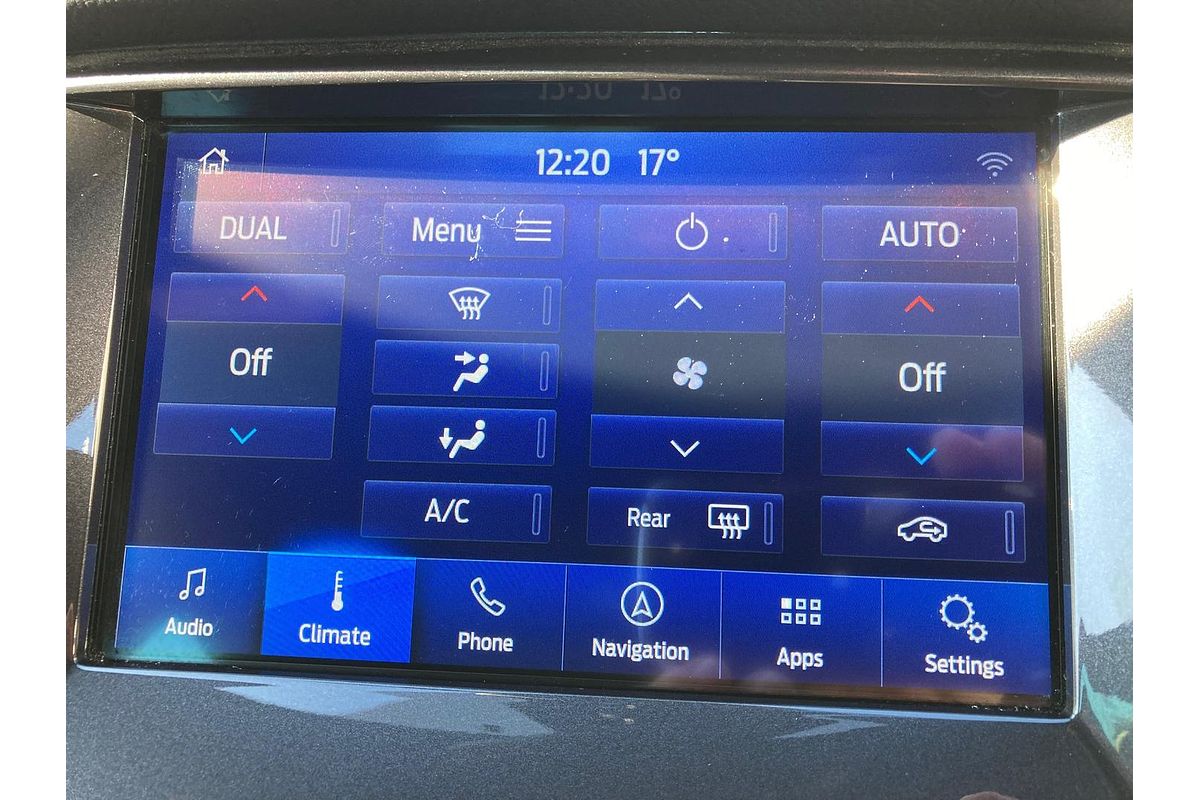 12:20 17°
DUAL
Menu
AUTO
Off
Off
A/C
Rear
Audio
Climate
Phone
Navigation
Apps
Settings